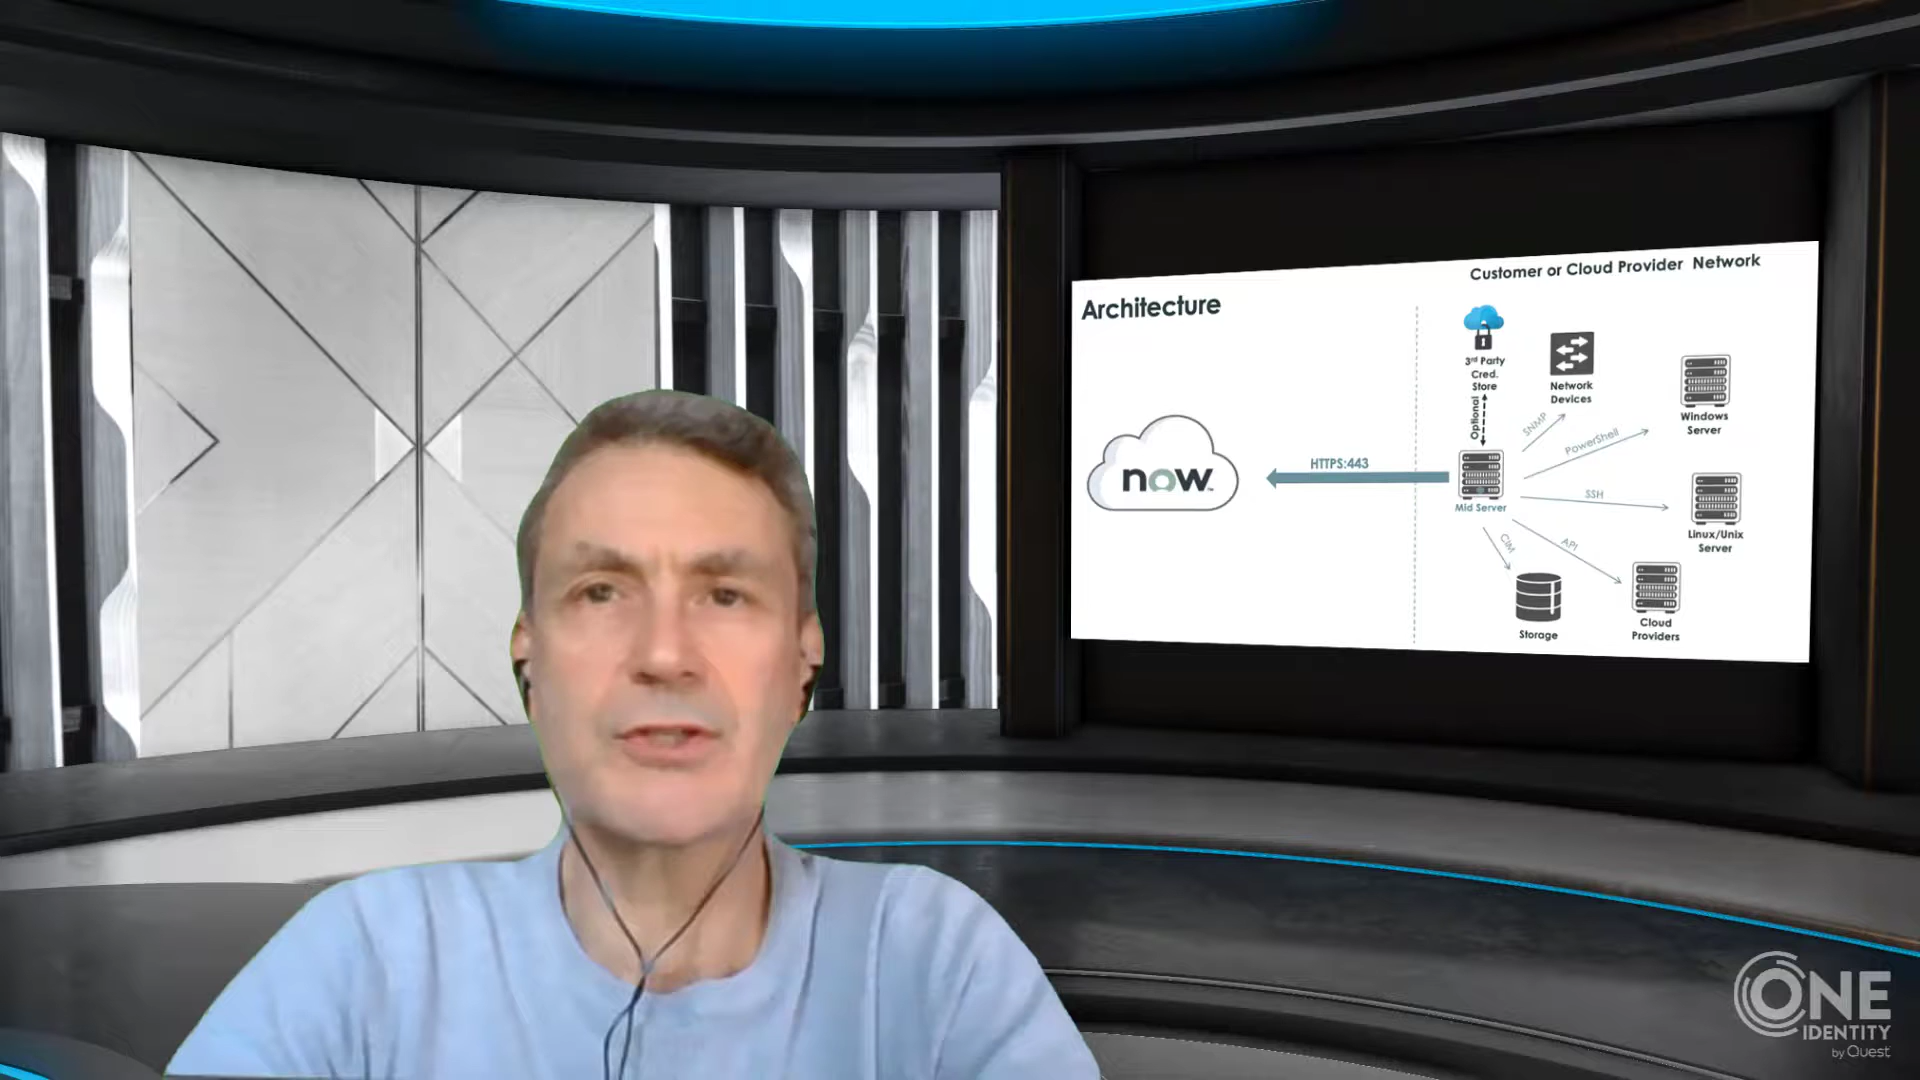 Customer or Cloud Provider Network
Architecture
3rd Party
Cred.
Store
Optional
Network
Devices
Windows
Server
SNMP
PowerShell
now
HTTPS:443
Mid Server
SSH
Linux/Unix
Server
CIM
API
Storage
Cloud
Providers
ONE
IDENTITY
by Quest